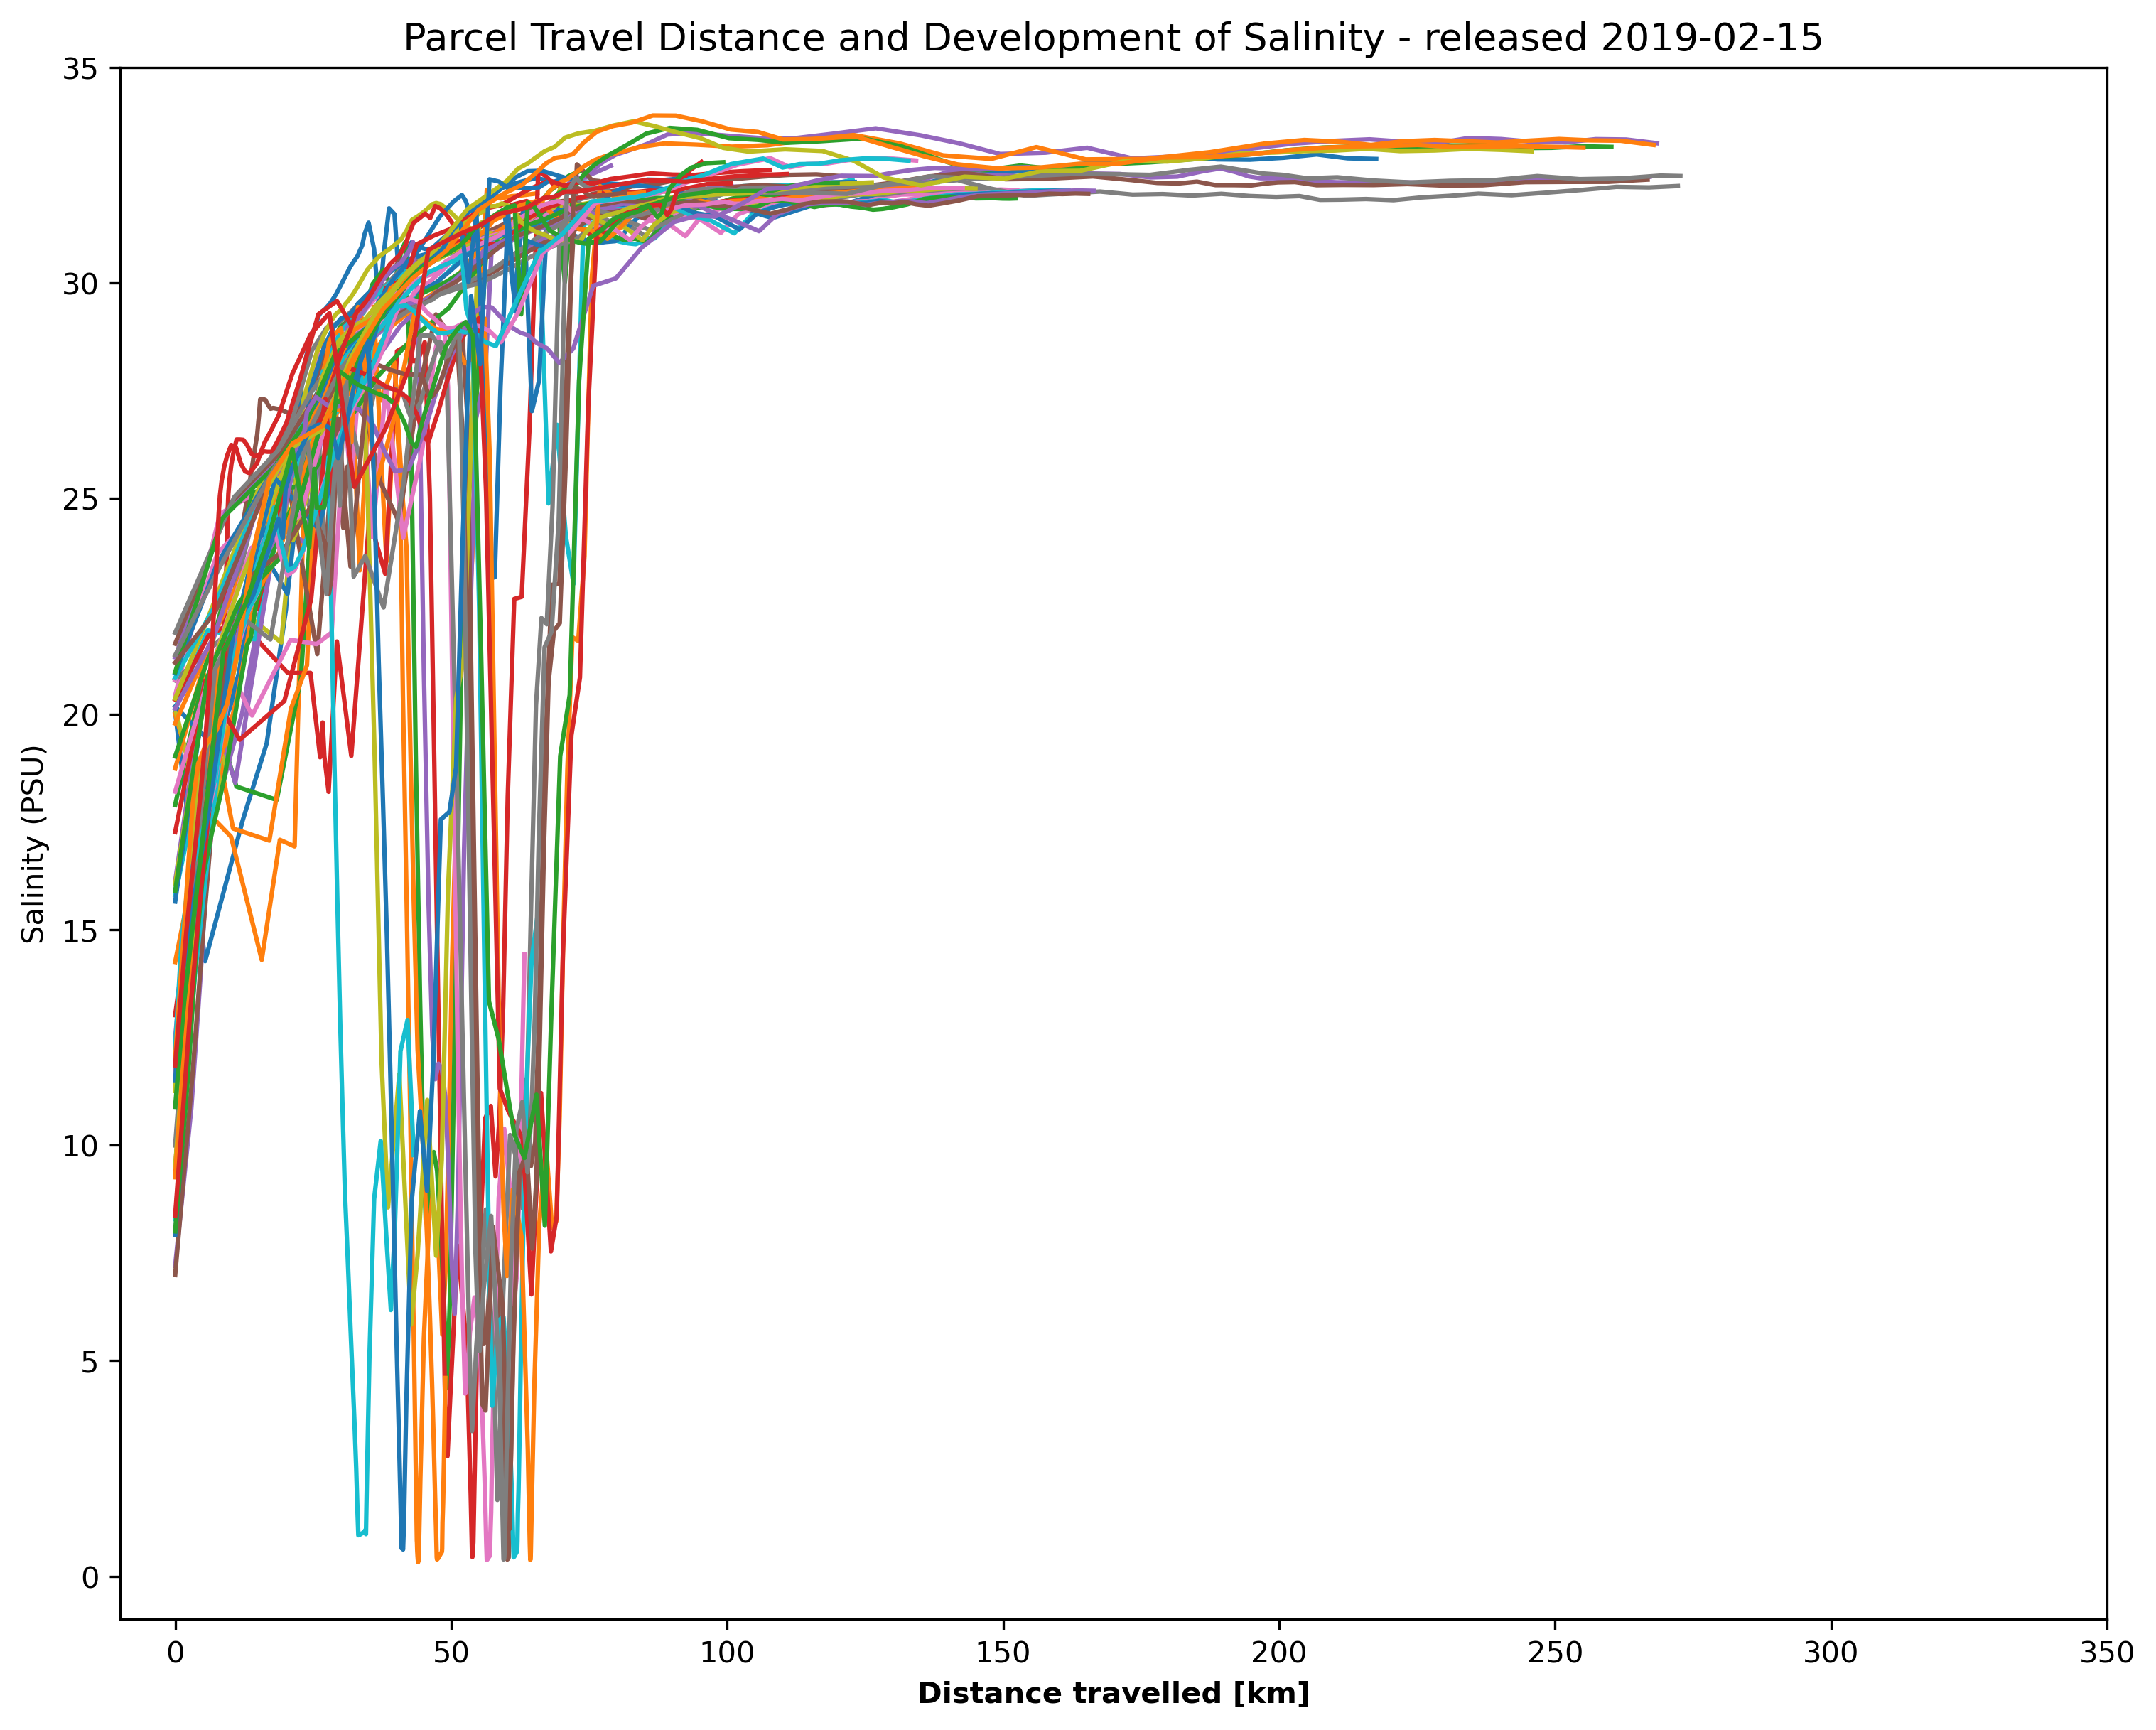 Parcel Travel Distance and Development of Salinity - released 2019-02-15
35
30
25
20
15
10
5
0
Salinity (PSU)
0 50 100 150 200 250 300 350
Distance travelled [km]